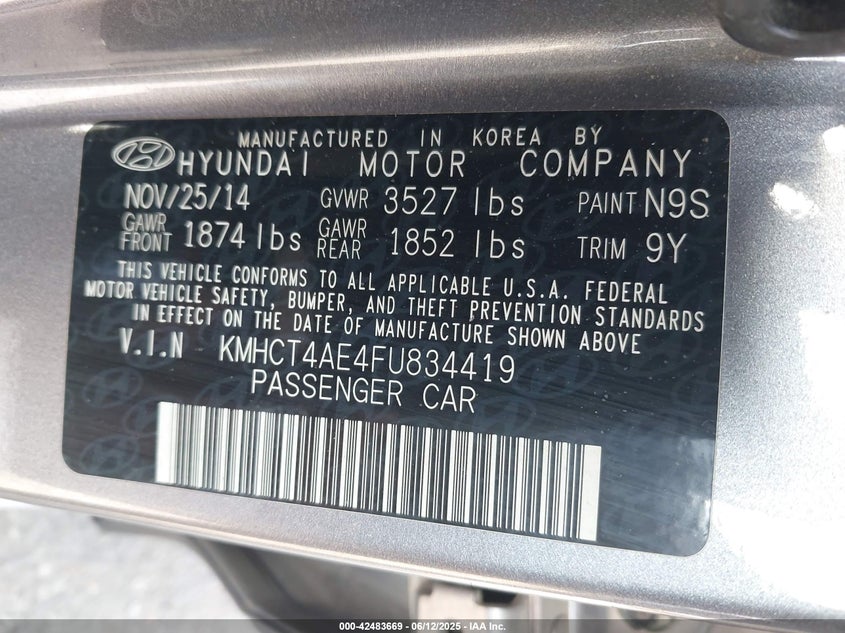 MANUFACTURED IN KOREA BY
HYUNDAI MOTOR COMPANY
NOV/25/14 GVWR 3527 lbs PAINT N9S
GAWR FRONT 1874 lbs GAWR REAR 1852 lbs TRIM 9Y
THIS VEHICLE CONFORMS TO ALL APPLICABLE U.S.A. FEDERAL
MOTOR VEHICLE SAFETY, BUMPER, AND THEFT PREVENTION STANDARDS
IN EFFECT ON THE DATE OF MANUFACTURE SHOWN ABOVE
V.I.N KMHCT4AE4FU834419
PASSENGER CAR
000-42483669 - 06/12/2025 - IAA Inc.